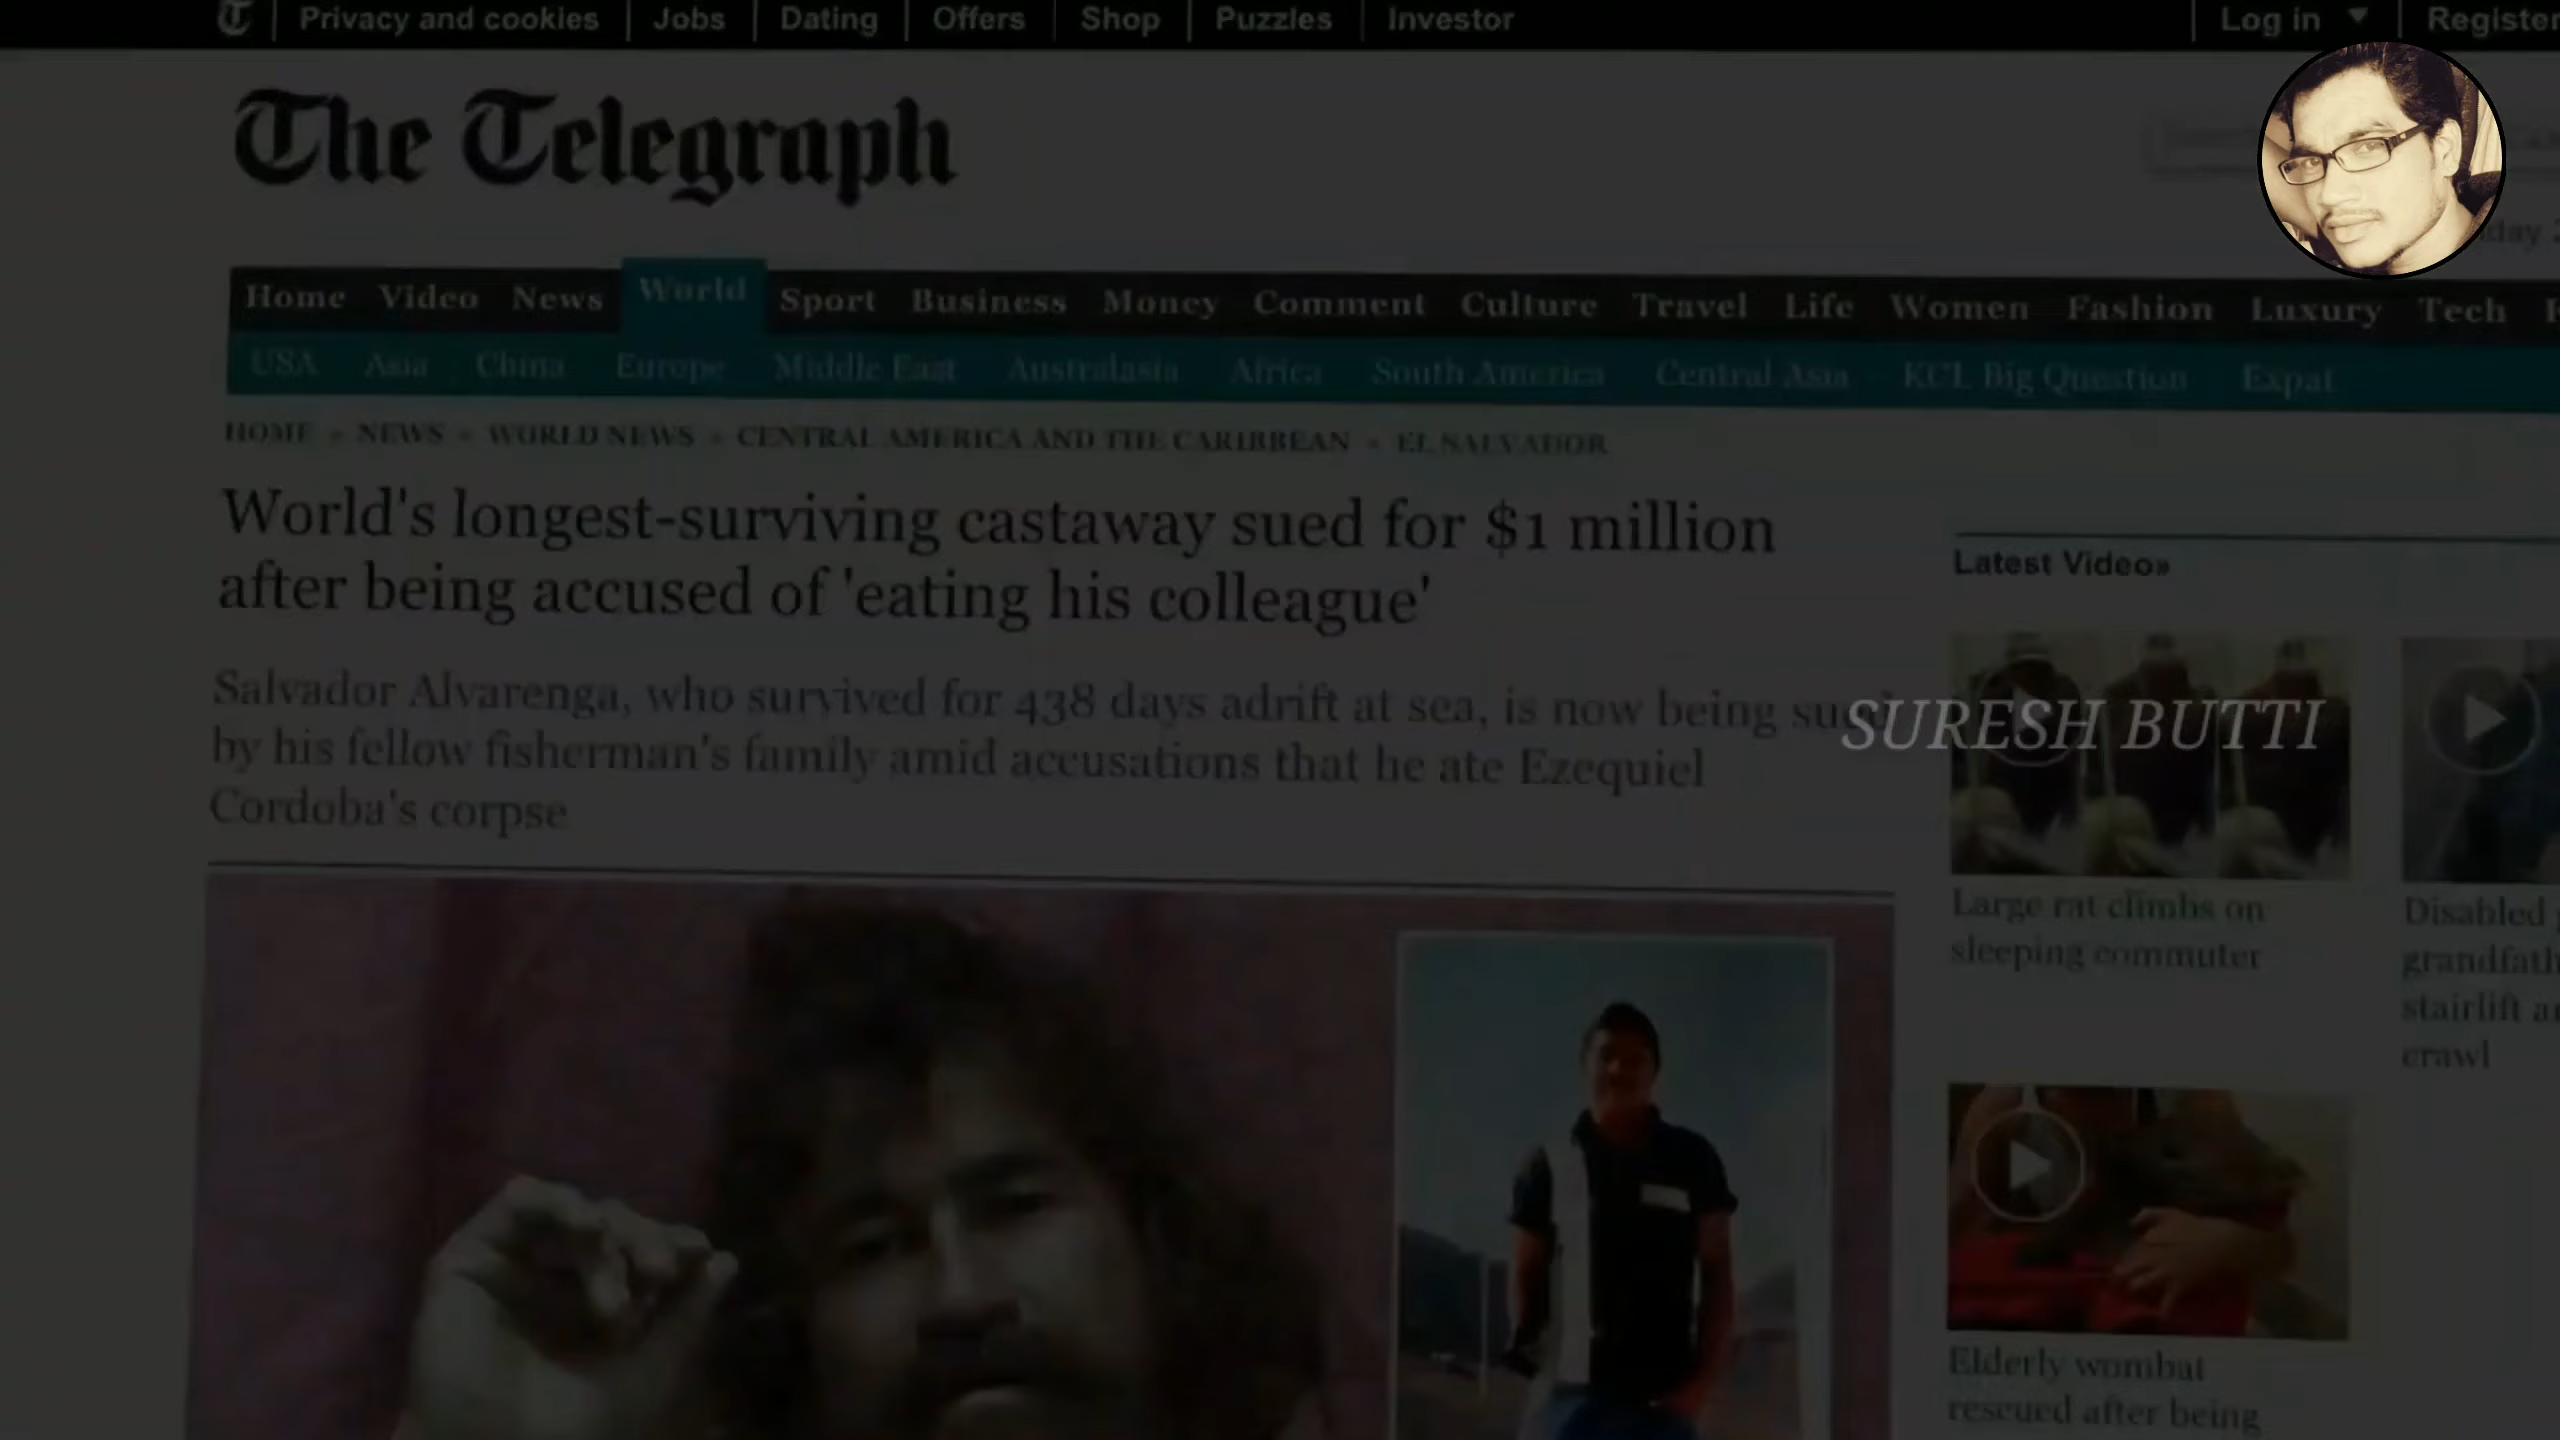 Privacy and cookies Jobs Dating Offers Shop Puzzles Investor Log in Register
The Telegraph
Home Video News World Sport Business Money Comment Culture Travel Life Women Fashion Luxury Tech
USA Asia China Europe Middle East Australasia Africa South America Central Asia KCL Big Question Expat
HOME » NEWS » WORLD NEWS » CENTRAL AMERICA AND THE CARIBBEAN » EL SALVADOR
World's longest-surviving castaway sued for $1 million
after being accused of 'eating his colleague'
Salvador Alvarenga, who survived for 438 days adrift at sea, is now being sued
by his fellow fisherman's family amid accusations that he ate Ezequiel
Cordoba's corpse
Latest Video»
SURESH BUTTI
Large rat climbs on
sleeping commuter
Disabled
stairlift
crawl
Elderly wombat
rescued after being